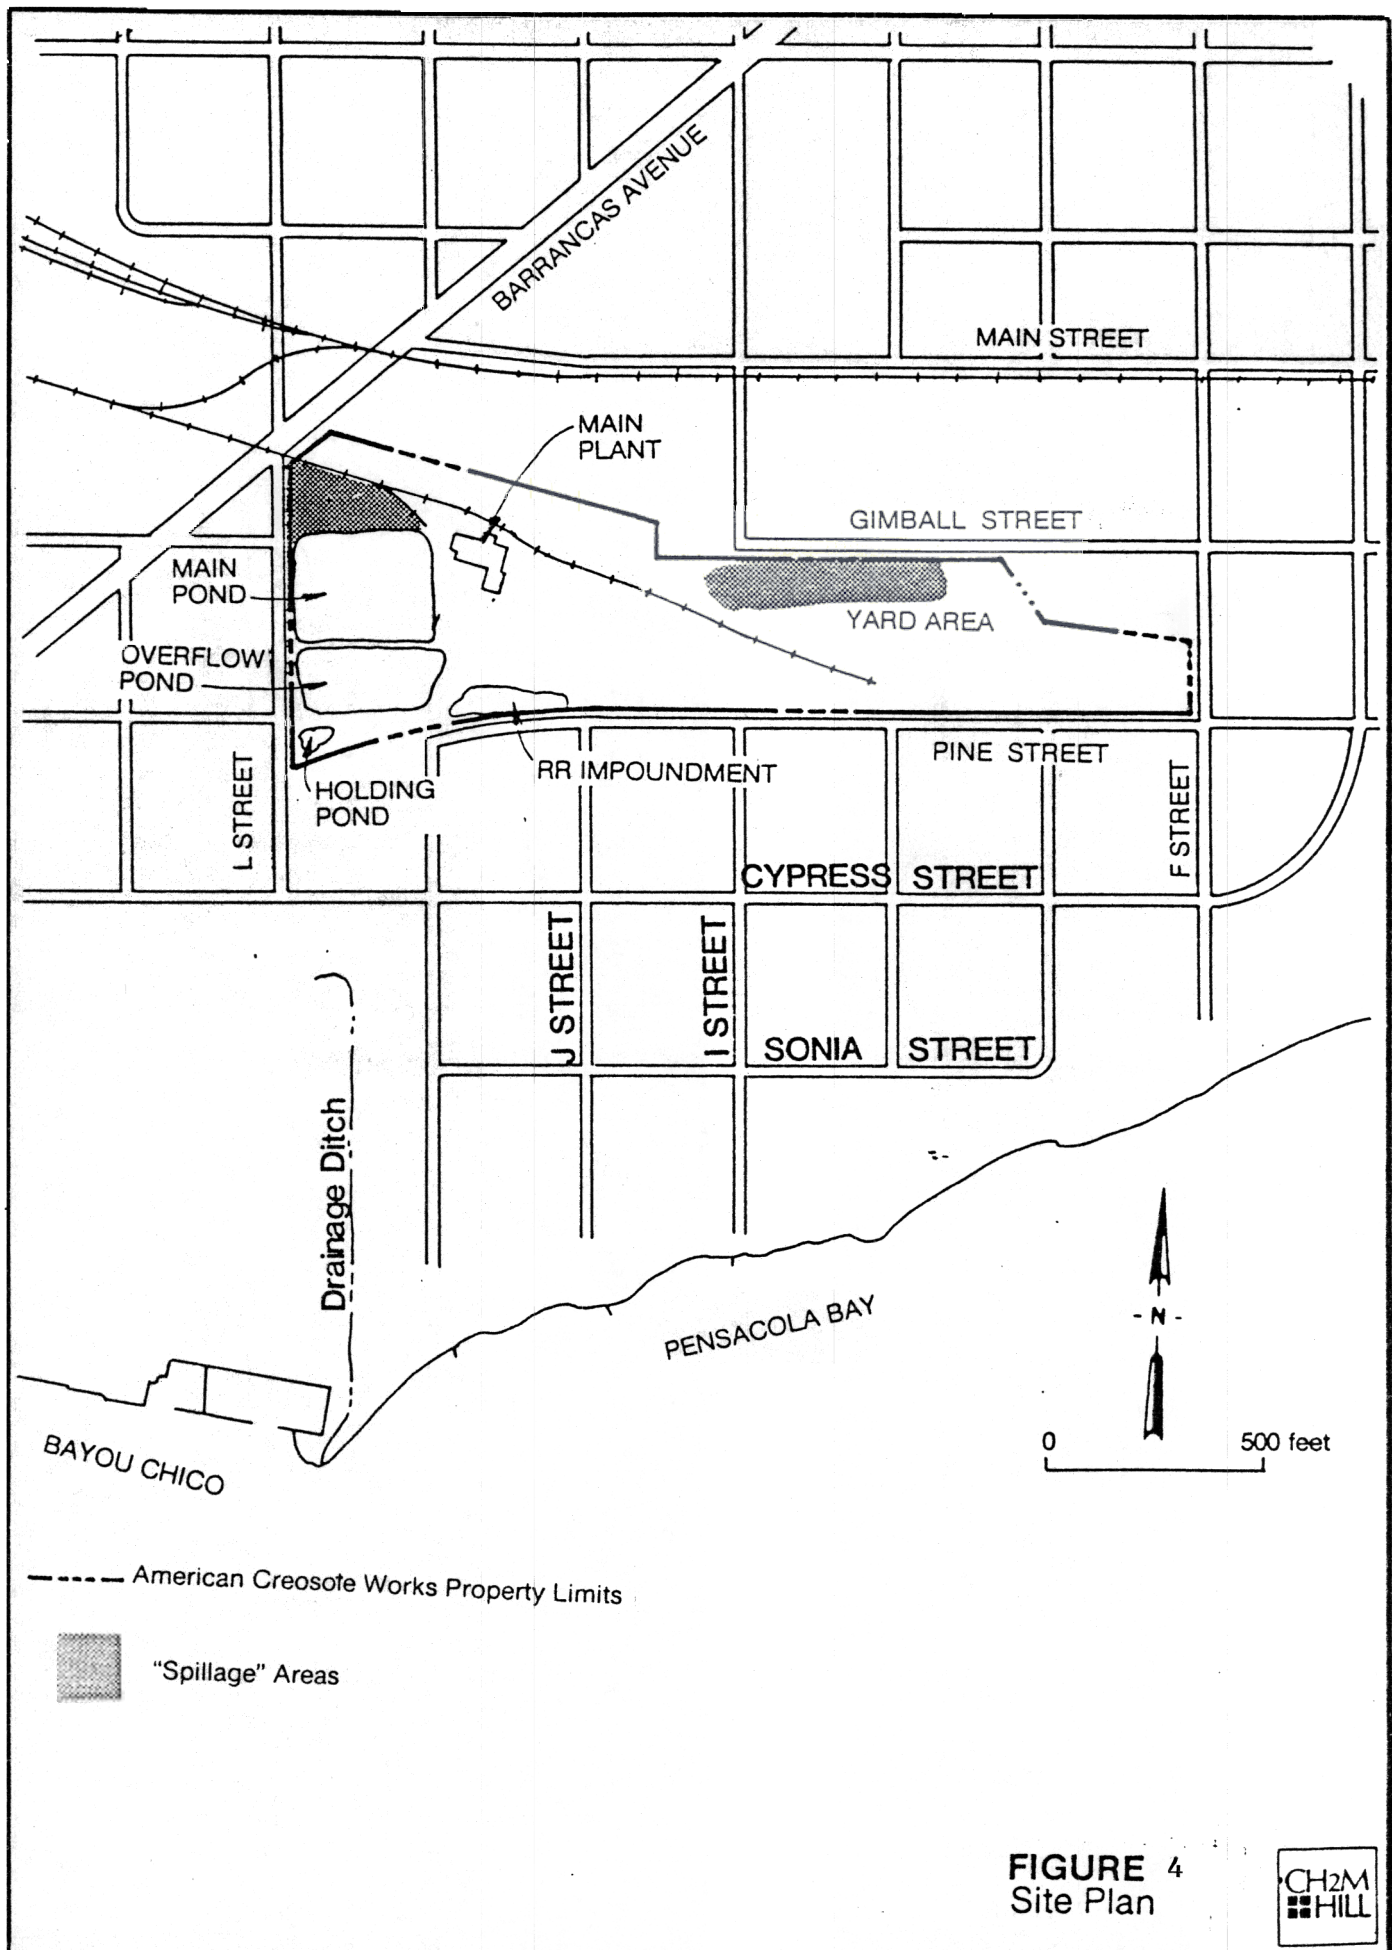 BARRANCAS AVENUE
MAIN STREET
MAIN
PLANT
GIMBALL STREET
MAIN
POND
YARD AREA
OVERFLOW
POND
PINE STREET
RR IMPOUNDMENT
HOLDING
POND
L STREET
F STREET
CYPRESS STREET
J STREET
I STREET
SONIA STREET
Drainage Ditch
PENSACOLA BAY
- N -
0 500 feet
BAYOU CHICO
American Creosote Works Property Limits
"Spillage" Areas
FIGURE 4
Site Plan
CH2M
HILL